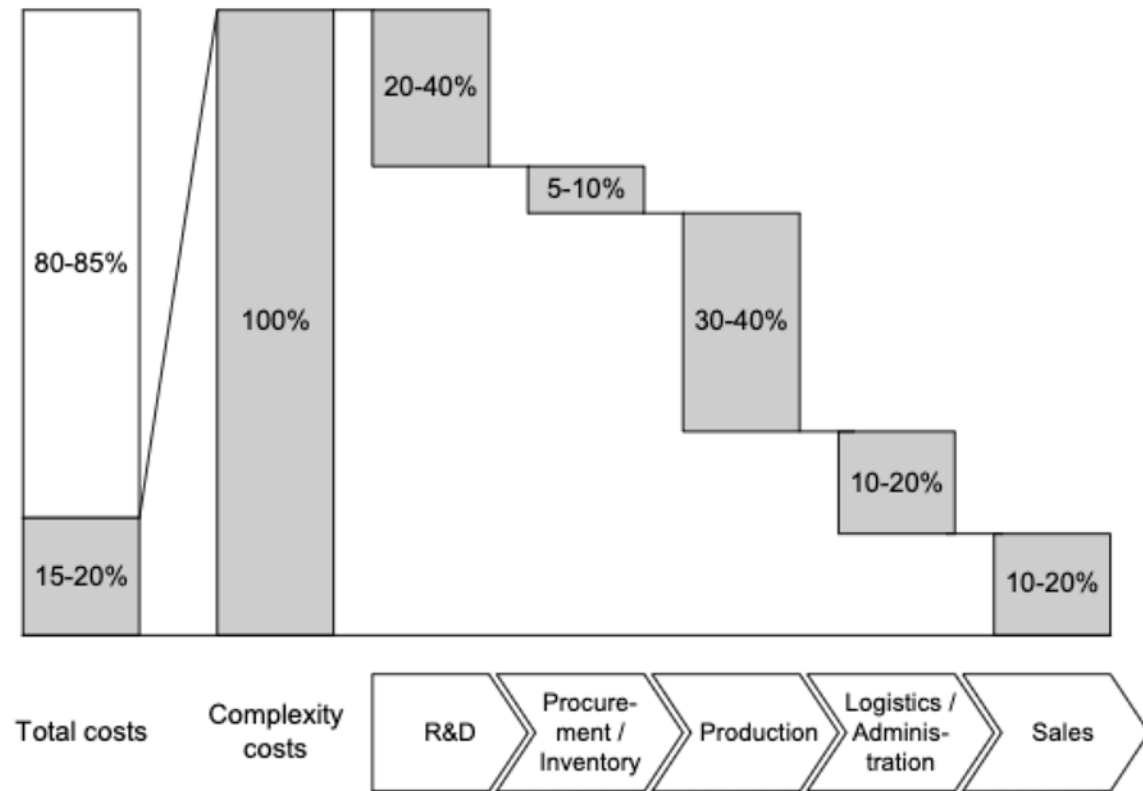 20-40%
5-10%
80-85%
100%
30-40%
10-20%
15-20%
10-20%
Total costs
Complexity
costs
R&D
Procure-
ment /
Inventory
Production
Logistics /
Adminis-
tration
Sales